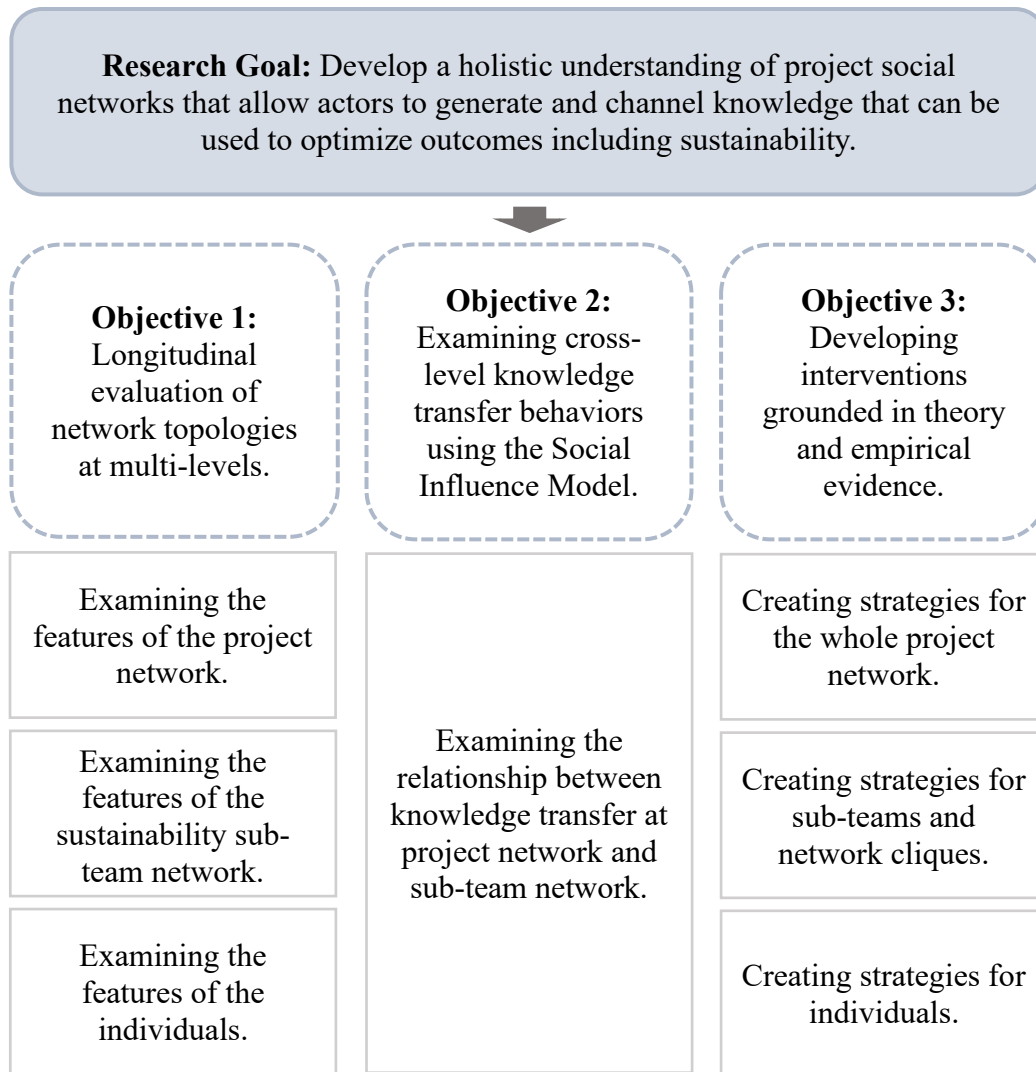 Research Goal: Develop a holistic understanding of project social
networks that allow actors to generate and channel knowledge that can be
used to optimize outcomes including sustainability.
Objective 1:
Longitudinal
evaluation of
network topologies
at multi-levels.
Objective 2:
Examining cross-
level knowledge
transfer behaviors
using the Social
Influence Model.
Objective 3:
Developing
interventions
grounded in theory
and empirical
evidence.
Examining the
features of the project
network.
Examining the
features of the
sustainability sub-
team network.
Examining the
features of the
individuals.
Examining the
relationship between
knowledge transfer at
project network and
sub-team network.
Creating strategies for
the whole project
network.
Creating strategies for
sub-teams and
network cliques.
Creating strategies for
individuals.